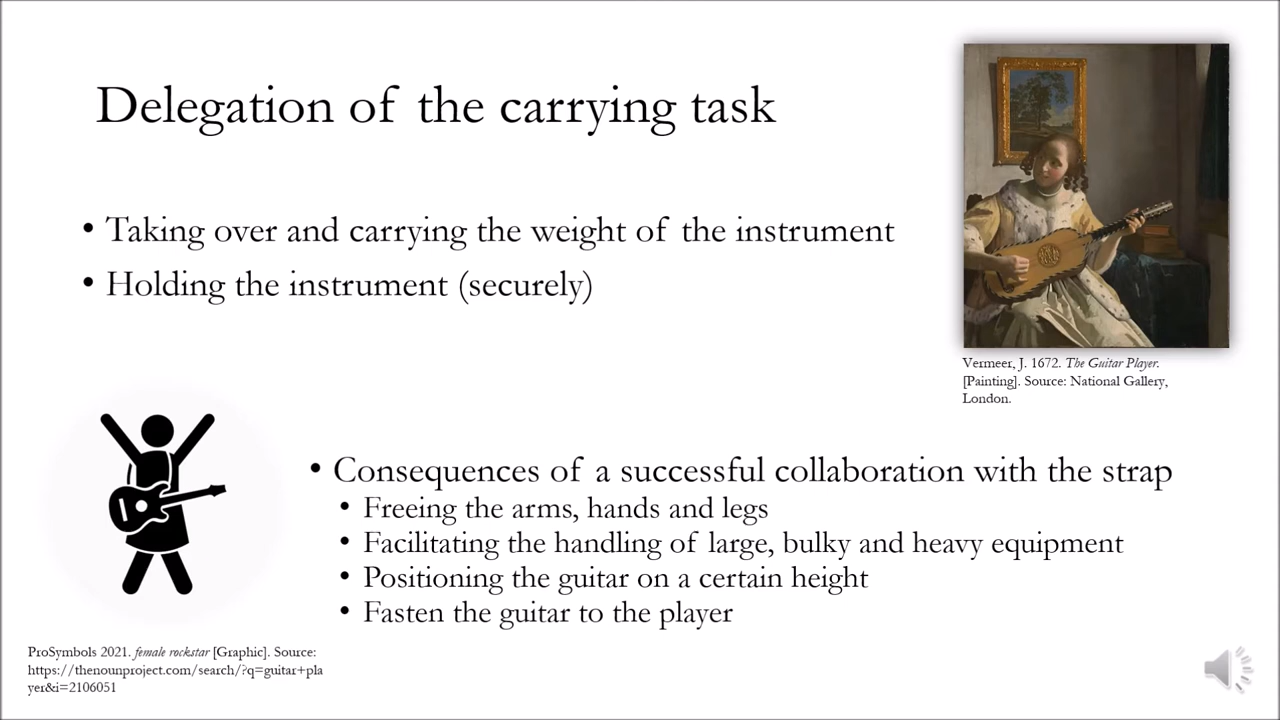 Delegation of the carrying task
• Taking over and carrying the weight of the instrument
• Holding the instrument (securely)
Vermeer, J. 1672. The Guitar Player.
[Painting]. Source: National Gallery,
London.
• Consequences of a successful collaboration with the strap
• Freeing the arms, hands and legs
• Facilitating the handling of large, bulky and heavy equipment
• Positioning the guitar on a certain height
• Fasten the guitar to the player
ProSymbols 2021. female rockstar [Graphic]. Source:
https://thenounproject.com/search/?q=guitar+pla
yer&i=2106051